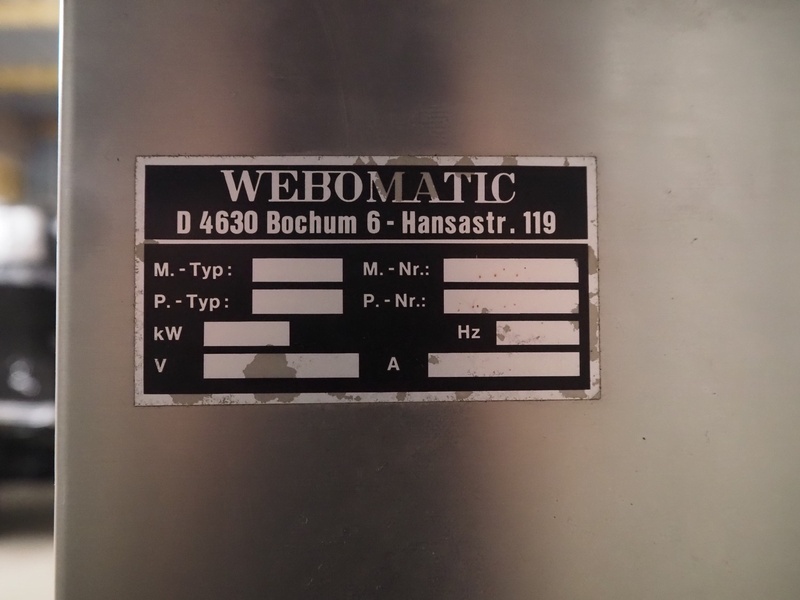 WEBOMATIC
D 4630 Bochum 6 - Hansastr. 119
M. - Typ: M. - Nr.:
P. - Typ: P. - Nr.:
kW Hz
V A